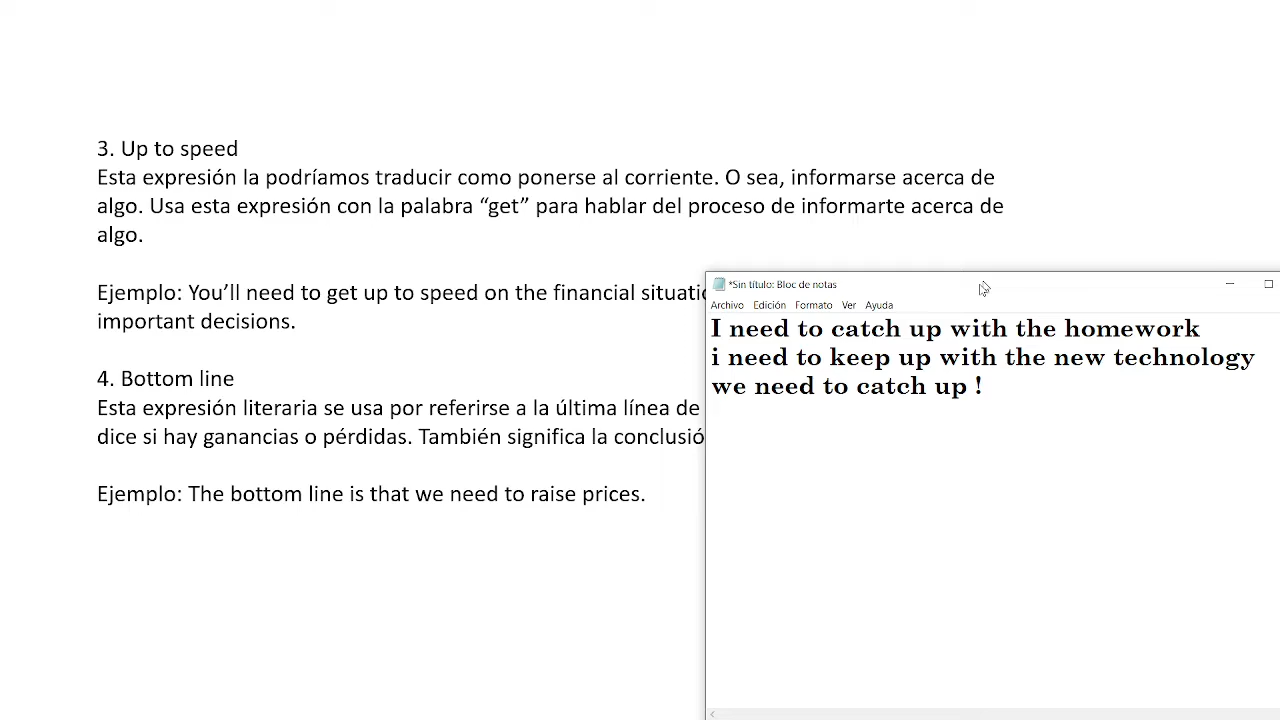 3. Up to speed
Esta expresión la podríamos traducir como ponerse al corriente. O sea, informarse acerca de
algo. Usa esta expresión con la palabra “get” para hablar del proceso de informarte acerca de
algo.
Ejemplo: You’ll need to get up to speed on the financial
important decisions.
4. Bottom line
Esta expresión literaria se usa por referirse a la última línea de
dice si hay ganancias o pérdidas. También significa la
Ejemplo: The bottom line is that we need to raise prices.
*Sin título: Bloc de notas
Archivo Edición Formato Ver Ayuda
I need to catch up with the homework
i need to keep up with the new technology
we need to catch up !